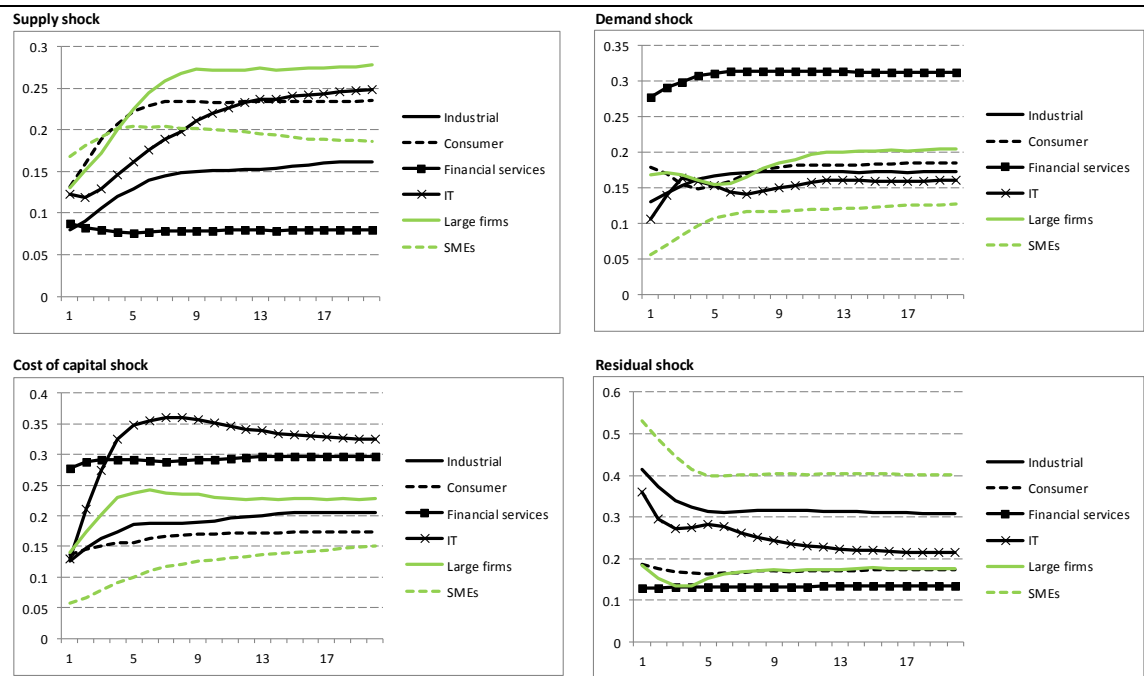 Supply shock
0.3
0.25
0.2
0.15
0.1
0.05
0
1 5 9 13 17
Industrial
Consumer
Financial services
IT
Large firms
SMEs
Demand shock
0.35
0.3
0.25
0.2
0.15
0.1
0.05
0
1 5 9 13 17
Industrial
Consumer
Financial services
IT
Large firms
SMEs
Cost of capital shock
0.4
0.35
0.3
0.25
0.2
0.15
0.1
0.05
0
1 5 9 13 17
Industrial
Consumer
Financial services
IT
Large firms
SMEs
Residual shock
0.6
0.5
0.4
0.3
0.2
0.1
0
1 5 9 13 17
Industrial
Consumer
Financial services
IT
Large firms
SMEs